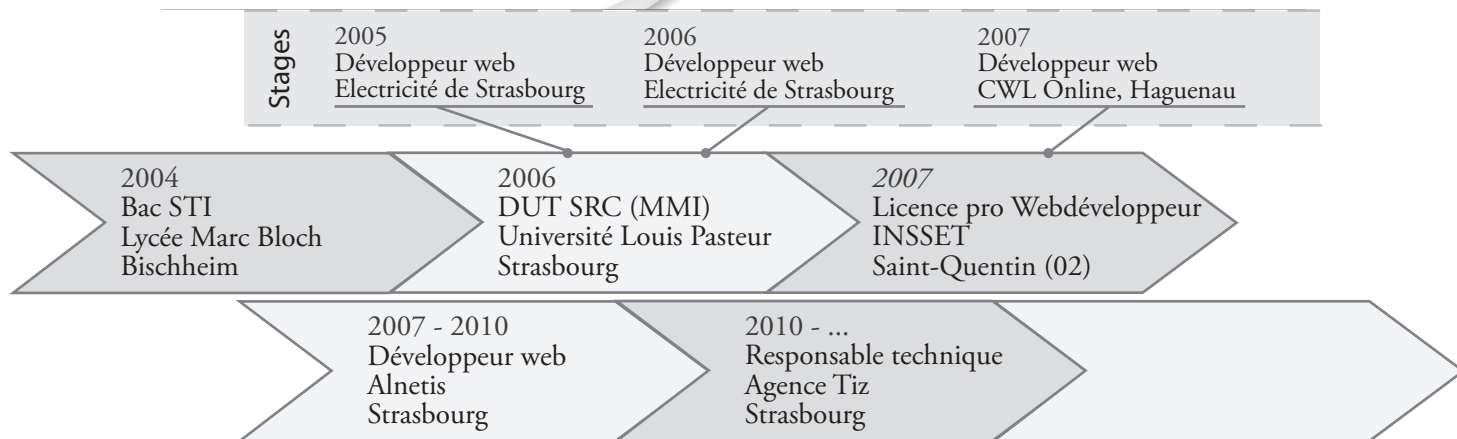 Stages
2005
Développeur web
Electricité de Strasbourg
2006
Développeur web
Electricité de Strasbourg
2007
Développeur web
CWL Online, Haguenau
2004
Bac STI
Lycée Marc Bloch
Bischheim
2006
DUT SRC (MMI)
Université Louis Pasteur
Strasbourg
2007
Licence pro Webdéveloppeur
INSSET
Saint-Quentin (02)
2007 - 2010
Développeur web
Alnetis
Strasbourg
2010 - ...
Responsable technique
Agence Tiz
Strasbourg